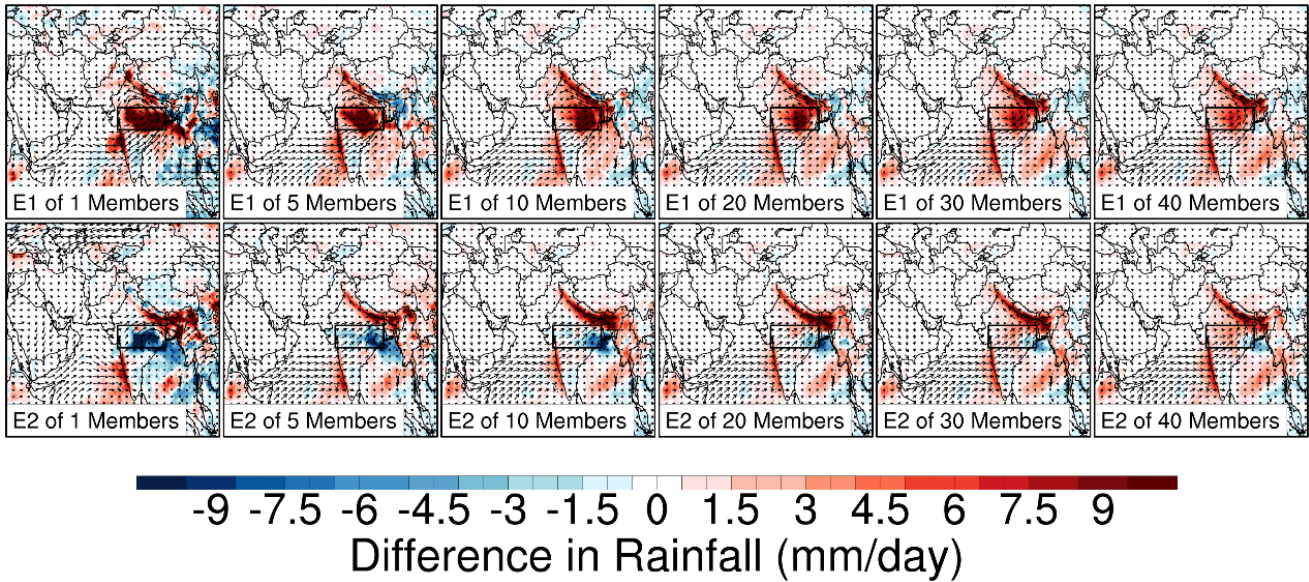 E1 of 1 Members
E1 of 5 Members
E1 of 10 Members
E1 of 20 Members
E1 of 30 Members
E1 of 40 Members
E2 of 1 Members
E2 of 5 Members
E2 of 10 Members
E2 of 20 Members
E2 of 30 Members
E2 of 40 Members
-9 -7.5 -6 -4.5 -3 -1.5 0 1.5 3 4.5 6 7.5 9
Difference in Rainfall (mm/day)